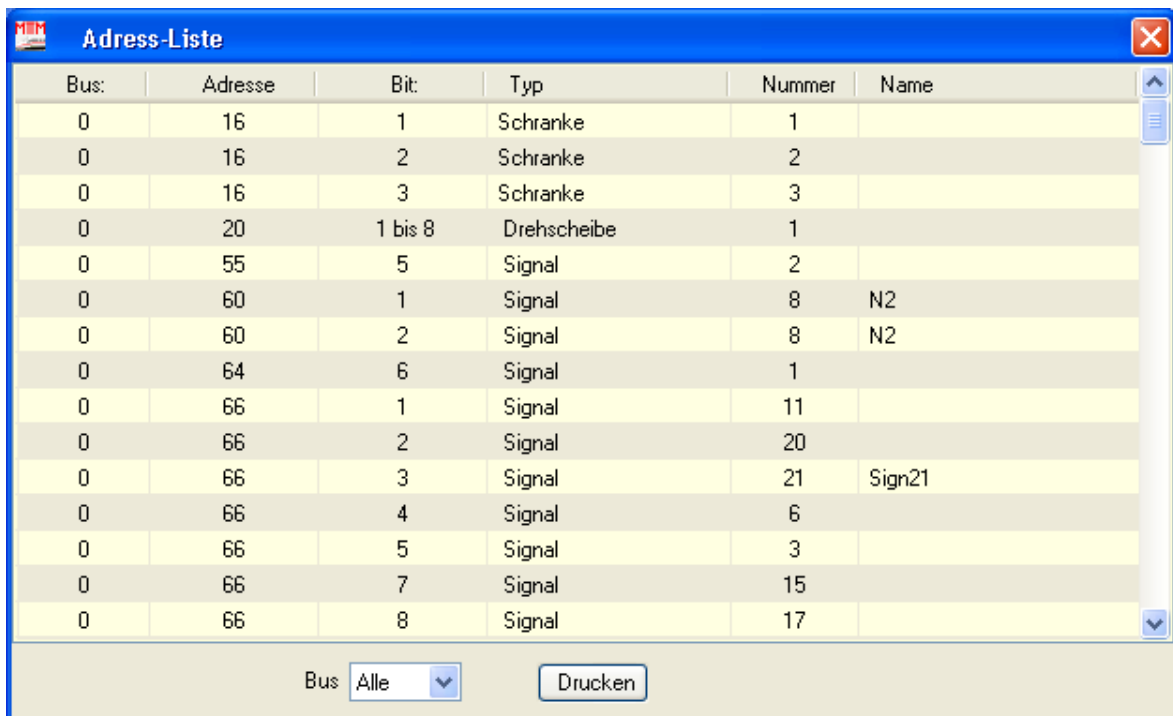 MUM Adress-Liste
Bus: Adresse Bit: Typ Nummer Name
0 16 1 Schranke 1
0 16 2 Schranke 2
0 16 3 Schranke 3
0 20 1 bis 8 Drehscheibe 1
0 55 5 Signal 2
0 60 1 Signal 8 N2
0 60 2 Signal 8 N2
0 64 6 Signal 1
0 66 1 Signal 11
0 66 2 Signal 20
0 66 3 Signal 21 Sign21
0 66 4 Signal 6
0 66 5 Signal 3
0 66 7 Signal 15
0 66 8 Signal 17
Bus Alle Drucken